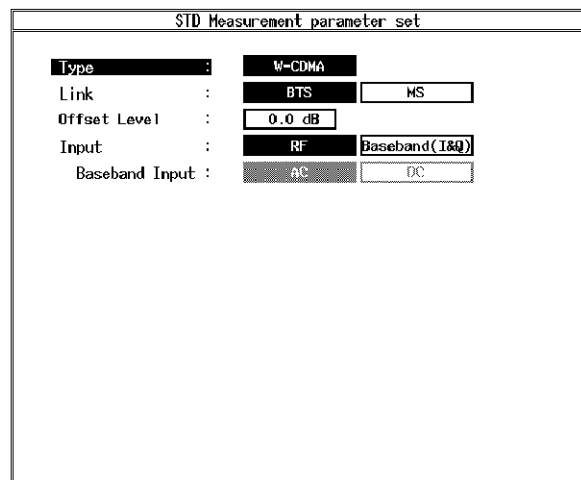 STD Measurement parameter set
Type : W-CDMA
Link : BTS MS
Offset Level : 0.0 dB
Input : RF Baseband(I&Q)
Baseband Input : AC DC